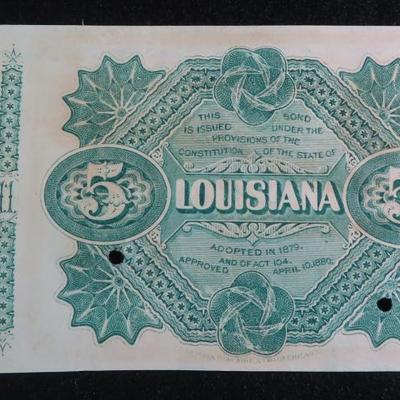 THIS BOND
IS ISSUED UNDER THE
PROVISIONS OF THE
CONSTITUTION OF THE STATE OF
5 LOUISIANA 5
ADOPTED IN 1879.
AND OF ACT 104.
APPROVED APRIL, 10, 1880.